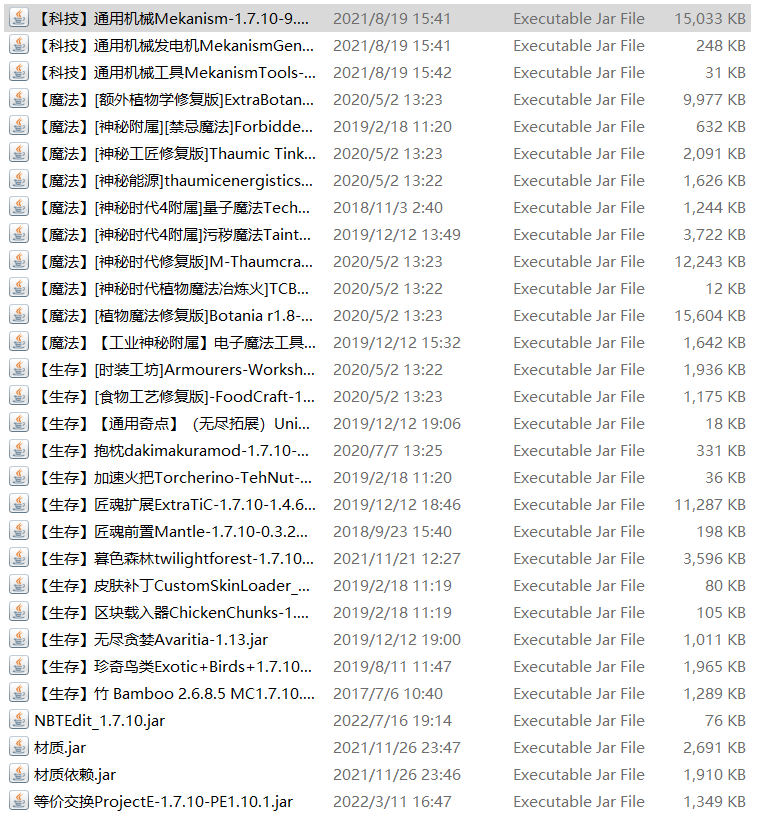 【科技】通用机械Mekanism-1.7.10-9.... 2021/8/19 15:41 Executable Jar File 15,033 KB
【科技】通用机械发电机MekanismGen... 2021/8/19 15:41 Executable Jar File 248 KB
【科技】通用机械工具MekanismTools-... 2021/8/19 15:42 Executable Jar File 31 KB
【魔法】[额外植物学修复版]ExtraBotan... 2020/5/2 13:23 Executable Jar File 9,977 KB
【魔法】[神秘附属][禁忌魔法]Forbidde... 2019/2/18 11:20 Executable Jar File 632 KB
【魔法】[神秘工匠修复版]Thaumic Tink... 2020/5/2 13:23 Executable Jar File 2,091 KB
【魔法】[神秘能源]thaumicenergistics... 2020/5/2 13:22 Executable Jar File 1,626 KB
【魔法】[神秘时代4附属]量子魔法Tech... 2018/11/3 2:40 Executable Jar File 1,244 KB
【魔法】[神秘时代4附属]污秽魔法Taint... 2019/12/12 13:49 Executable Jar File 3,722 KB
【魔法】[神秘时代修复版]M-Thaumcra... 2020/5/2 13:23 Executable Jar File 12,243 KB
【魔法】[神秘时代植物魔法冶炼火]TCB... 2020/5/2 13:22 Executable Jar File 12 KB
【魔法】[植物魔法修复版]Botania r1.8-... 2020/5/2 13:23 Executable Jar File 15,604 KB
【魔法】【工业神秘附属】电子魔法工具... 2019/12/12 15:32 Executable Jar File 1,642 KB
【生存】[时装工坊]Armourers-Worksh... 2020/5/2 13:22 Executable Jar File 1,936 KB
【生存】[食物工艺修复版]-FoodCraft-1... 2020/5/2 13:23 Executable Jar File 1,175 KB
【生存】【通用奇点】（无尽拓展）Uni... 2019/12/12 19:06 Executable Jar File 18 KB
【生存】抱枕dakimakuramod-1.7.10-... 2020/7/7 13:25 Executable Jar File 331 KB
【生存】加速火把Torcherino-TehNut-... 2019/2/18 11:20 Executable Jar File 36 KB
【生存】匠魂扩展ExtraTiC-1.7.10-1.4.6... 2019/12/12 18:46 Executable Jar File 11,287 KB
【生存】匠魂前置Mantle-1.7.10-0.3.2... 2018/9/23 15:40 Executable Jar File 198 KB
【生存】暮色森林twilightforest-1.7.10... 2021/11/21 12:27 Executable Jar File 3,596 KB
【生存】皮肤补丁CustomSkinLoader_... 2019/2/18 11:19 Executable Jar File 80 KB
【生存】区块载入器ChickenChunks-1.... 2019/2/18 11:19 Executable Jar File 105 KB
【生存】无尽贪婪Avaritia-1.13.jar 2019/12/12 19:00 Executable Jar File 1,011 KB
【生存】珍奇鸟类Exotic+Birds+1.7.10... 2019/8/11 11:47 Executable Jar File 1,965 KB
【生存】竹 Bamboo 2.6.8.5 MC1.7.10.... 2017/7/6 10:40 Executable Jar File 1,289 KB
NBTEdit_1.7.10.jar 2022/7/16 19:14 Executable Jar File 76 KB
材质.jar 2021/11/26 23:47 Executable Jar File 2,691 KB
材质依赖.jar 2021/11/26 23:46 Executable Jar File 1,910 KB
等价交换ProjectE-1.7.10-PE1.10.1.jar 2022/3/11 16:47 Executable Jar File 1,349 KB